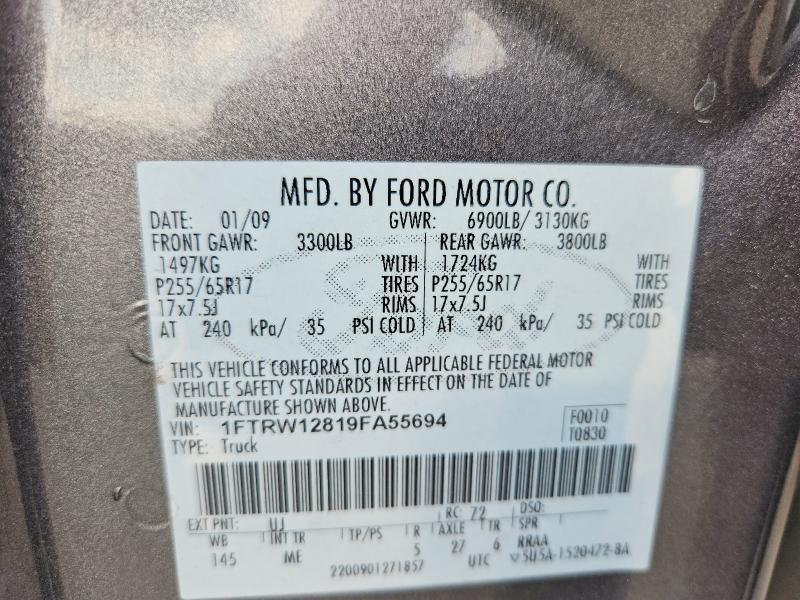 MFD. BY FORD MOTOR CO.
DATE: 01/09 GVWR: 6900LB/ 3130KG
FRONT GAWR: 3300LB REAR GAWR: 3800LB
1497KG WITH 1724KG WITH
P255/65R17 TIRES P255/65R17 TIRES
17x7.5J RIMS 17x7.5J RIMS
AT 240 kPa/ 35 PSI COLD AT 240 kPa/ 35 PSI COLD
THIS VEHICLE CONFORMS TO ALL APPLICABLE FEDERAL MOTOR
VEHICLE SAFETY STANDARDS IN EFFECT ON THE DATE OF
MANUFACTURE SHOWN ABOVE.
VIN: 1FTRW12819FA55694 F0010
TYPE: Truck T0830
EXT PNT: UJ RC: 72 DSO:
WB INT TR TP/PS R AXLE TR SPR
145 ME 5 27 6 RRAA
2200901271857 UTC ▽5U5A-1520472-BA